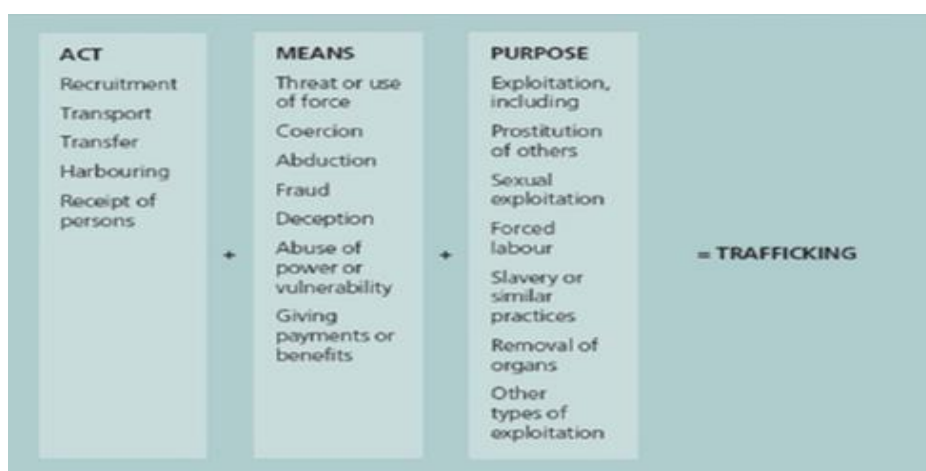 ACT
Recruitment
Transport
Transfer
Harbouring
Receipt of
persons
+
MEANS
Threat or use
of force
Coercion
Abduction
Fraud
Deception
Abuse of
power or
vulnerability
Giving
payments or
benefits
+
PURPOSE
Exploitation,
including
Prostitution
of others
Sexual
exploitation
Forced
labour
Slavery or
similar
practices
Removal of
organs
Other
types of
exploitation
= TRAFFICKING